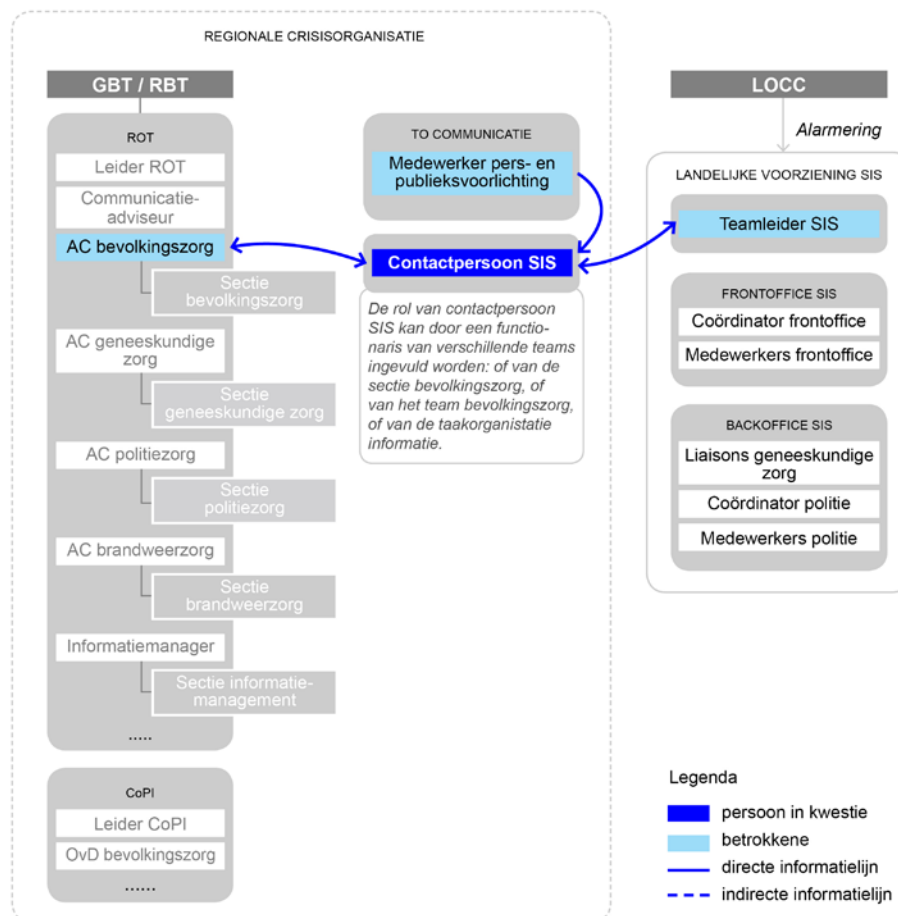 REGIONALE CRISISORGANISATIE
GBT / RBT
ROT
Leider ROT
Communicatie-
adviseur
AC bevolkingszorg
Sectie
bevolkingszorg
AC geneeskundige
zorg
Sectie
geneeskundige zorg
AC politiezorg
Sectie
politiezorg
AC brandweerzorg
Sectie
brandweerzorg
Informatiemanager
Sectie informatie-
management
.....
CoPI
Leider CoPI
OvD bevolkingszorg
......
TO COMMUNICATIE
Medewerker pers- en
publieksvoorlichting
Contactpersoon SIS
De rol van contactpersoon
SIS kan door een functio-
naris van verschillende teams
ingevuld worden: of van de
sectie bevolkingszorg, of
van het team bevolkingszorg,
of van de taakorganistatie
informatie.
LOCC
Alarmering
LANDELIJKE VOORZIENING SIS
Teamleider SIS
FRONTOFFICE SIS
Coördinator frontoffice
Medewerkers frontoffice
BACKOFFICE SIS
Liaisons geneeskundige
zorg
Coördinator politie
Medewerkers politie
Legenda
persoon in kwestie
betrokkene
directe informatielijn
indirecte informatielijn